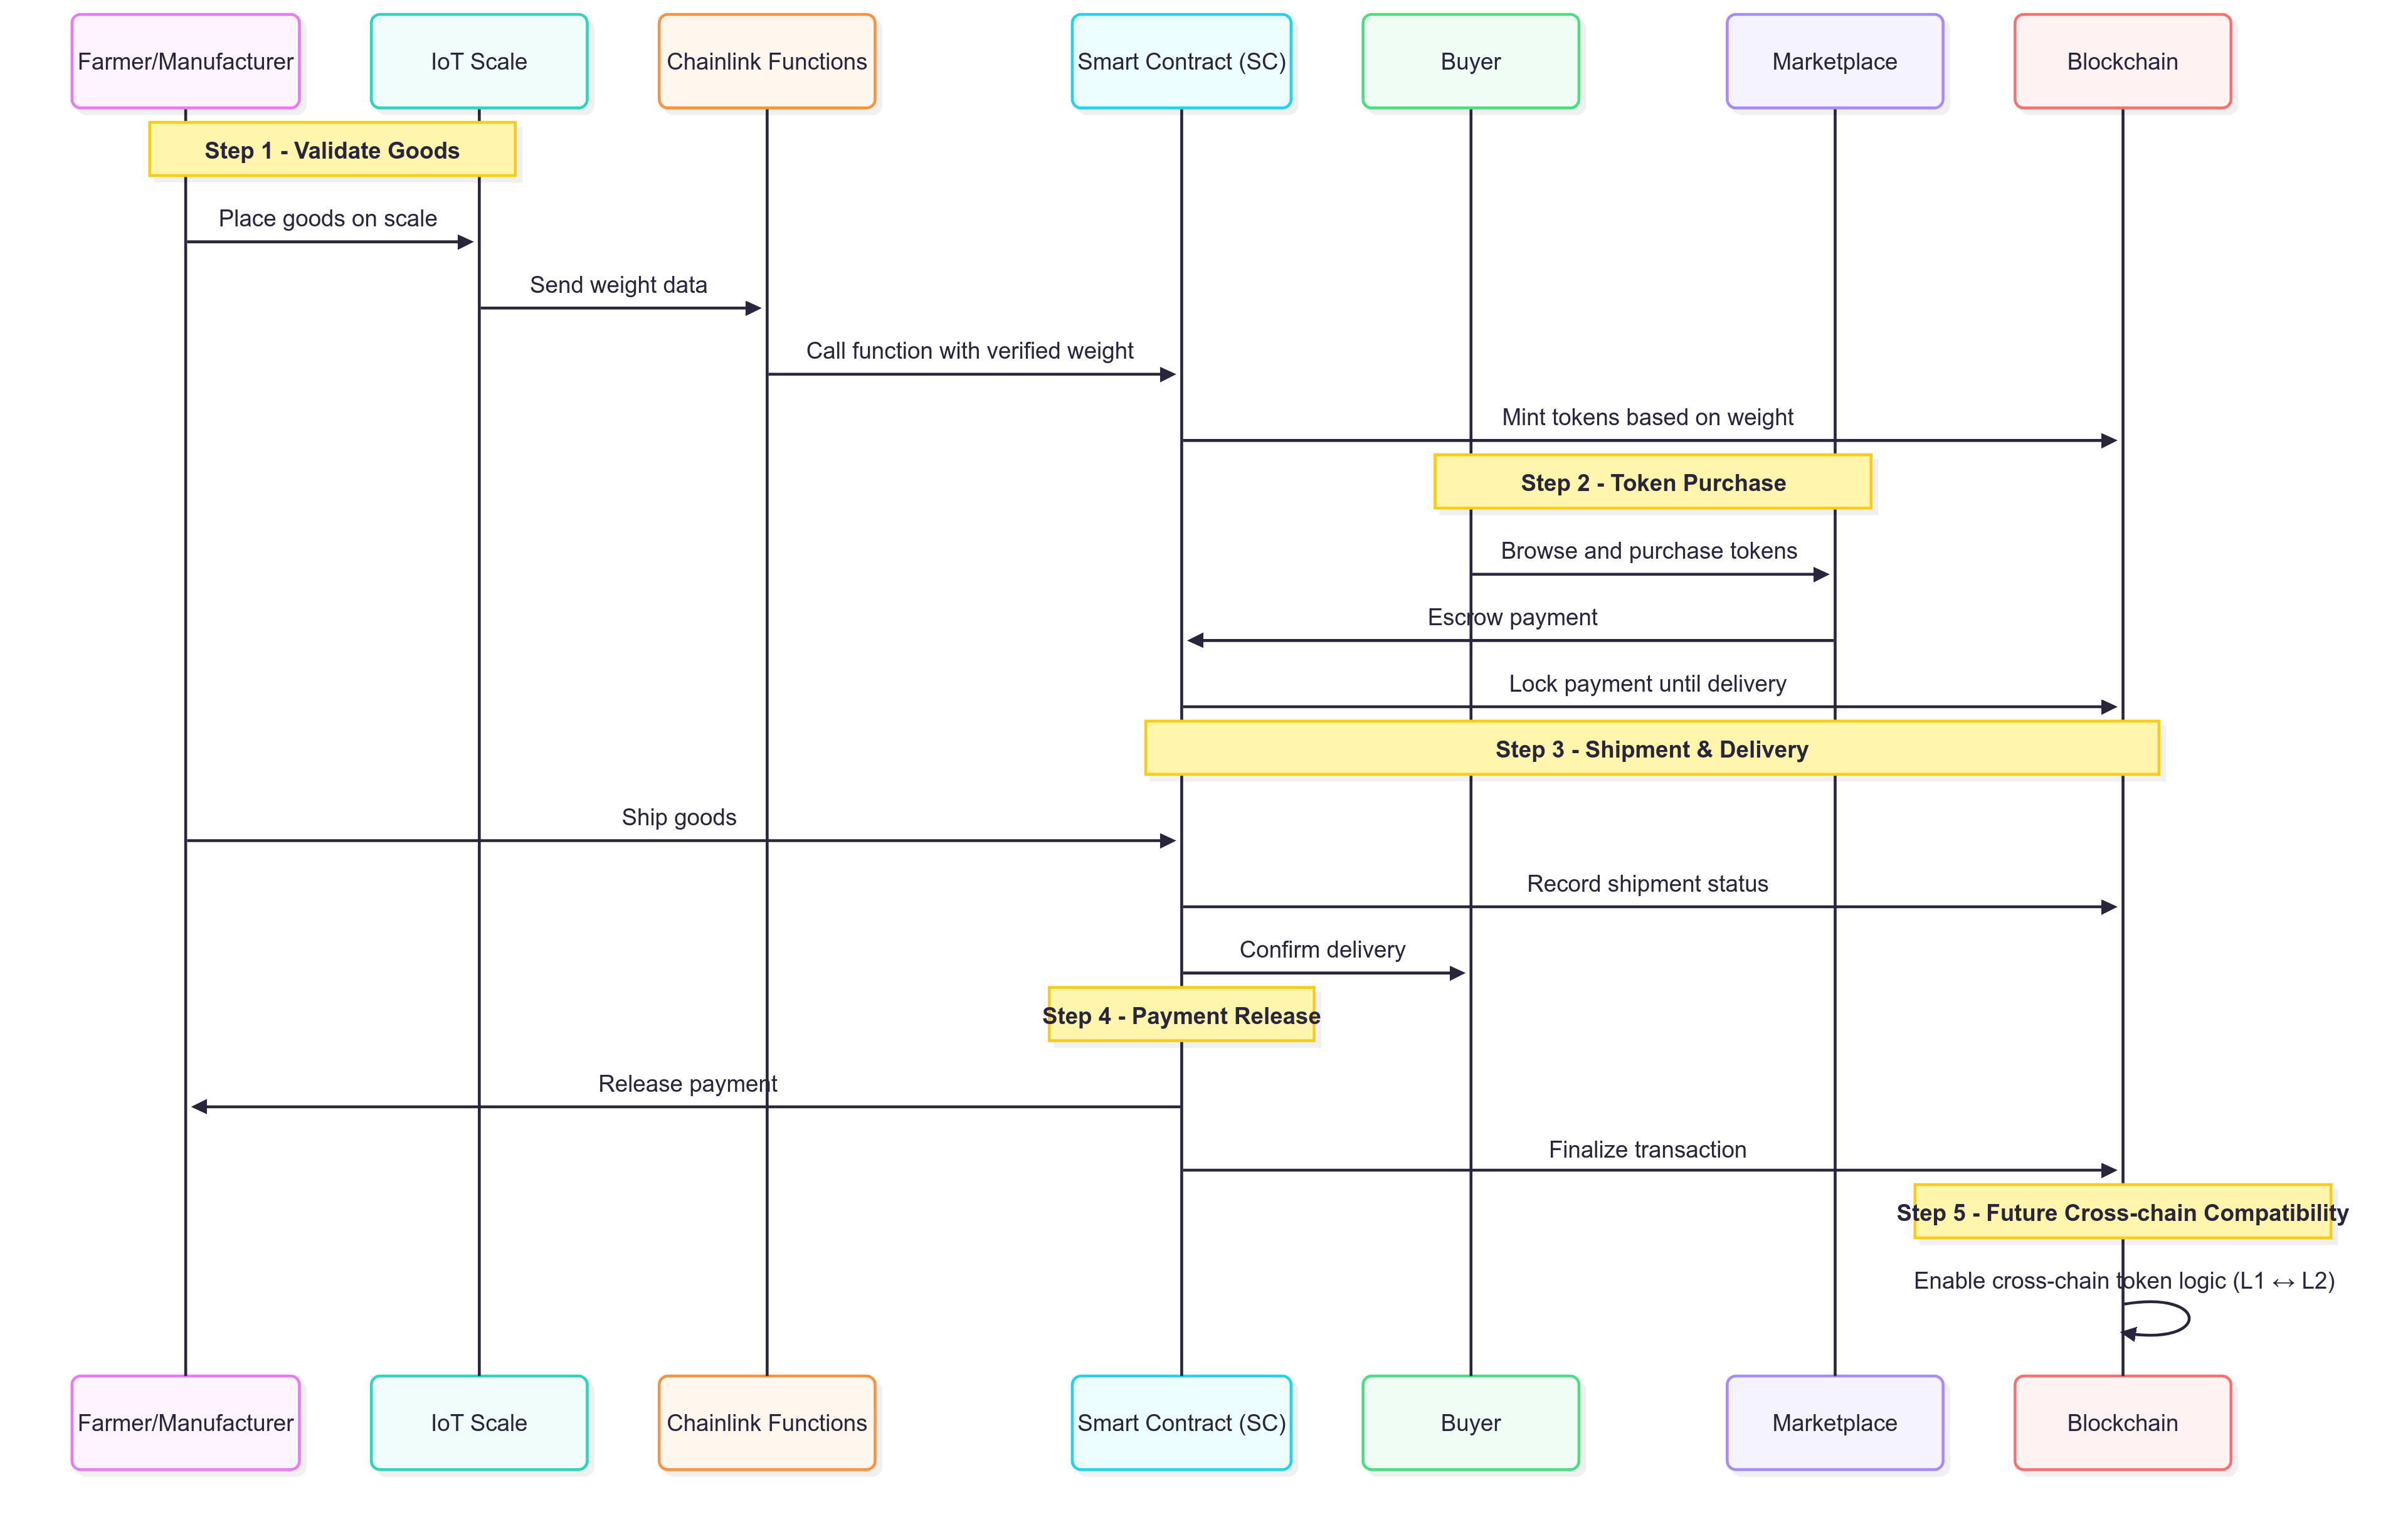 Farmer/Manufacturer
IoT Scale
Chainlink Functions
Smart Contract (SC)
Buyer
Marketplace
Blockchain
Step 1 - Validate Goods
Place goods on scale
Send weight data
Call function with verified weight
Mint tokens based on weight
Step 2 - Token Purchase
Browse and purchase tokens
Escrow payment
Lock payment until delivery
Step 3 - Shipment & Delivery
Ship goods
Record shipment status
Confirm delivery
Step 4 - Payment Release
Release payment
Finalize transaction
Step 5 - Future Cross-chain Compatibility
Enable cross-chain token logic (L1 ↔ L2)
Farmer/Manufacturer
IoT Scale
Chainlink Functions
Smart Contract (SC)
Buyer
Marketplace
Blockchain